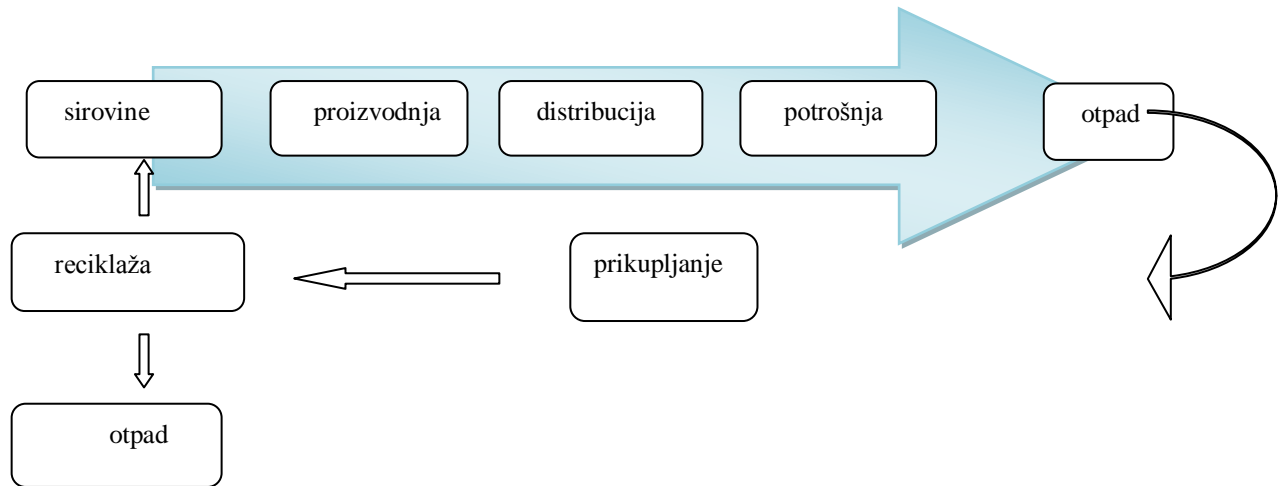 sirovine
proizvodnja
distribucija
potrošnja
otpad
reciklaža
prikupljanje
otpad